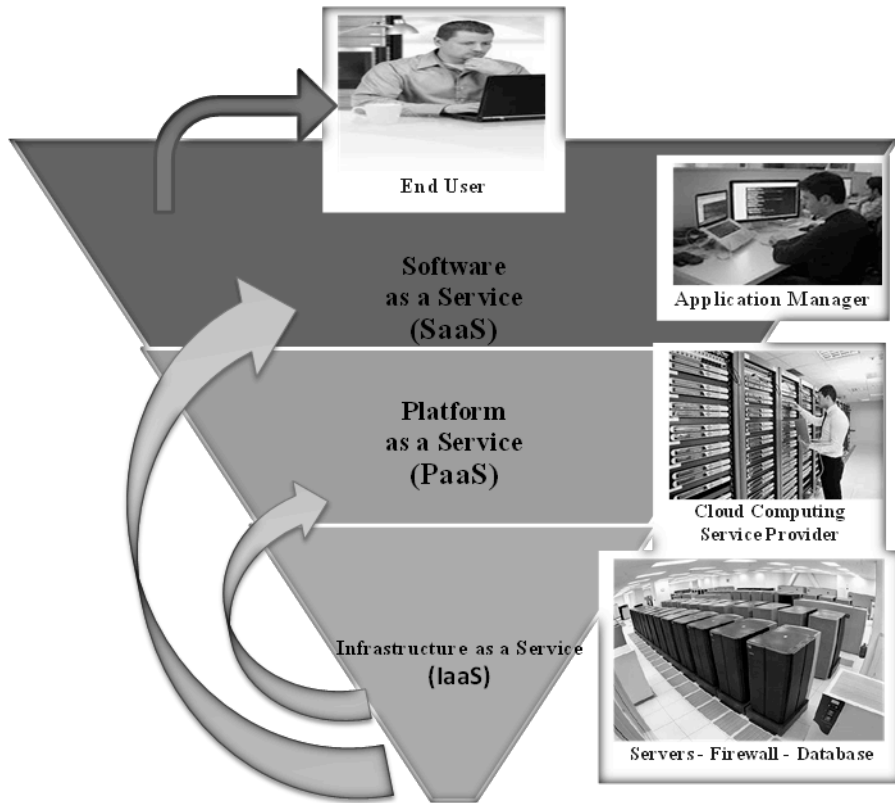 End User
Software
as a Service
(SaaS)
Application Manager
Platform
as a Service
(PaaS)
Cloud Computing
Service Provider
Infrastructure as a Service
(IaaS)
Servers - Firewall - Database